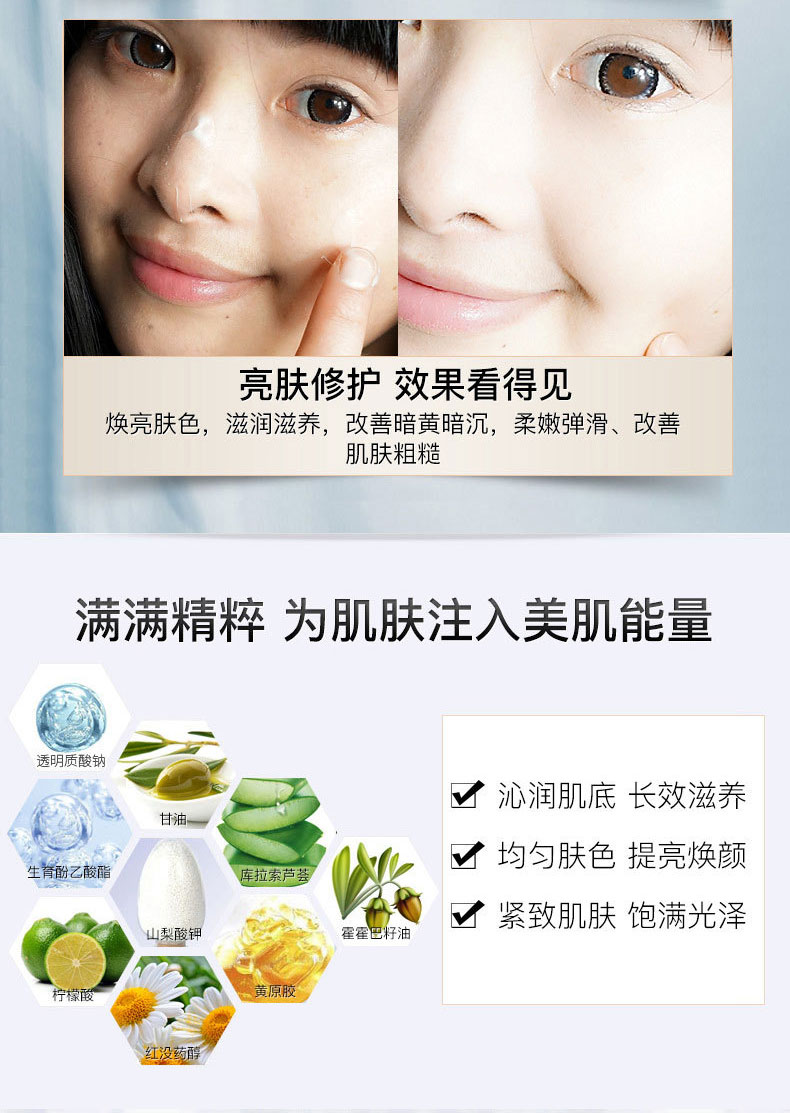 亮肤修护 效果看得见
焕亮肤色，滋润滋养，改善暗黄暗沉，柔嫩弹滑、改善
肌肤粗糙
满满精粹 为肌肤注入美肌能量
透明质酸钠
甘油
生育酚乙酸酯
库拉索芦荟
山梨酸钾
霍霍巴籽油
柠檬酸
黄原胶
红没药醇
沁润肌底 长效滋养
均匀肤色 提亮焕颜
紧致肌肤 饱满光泽